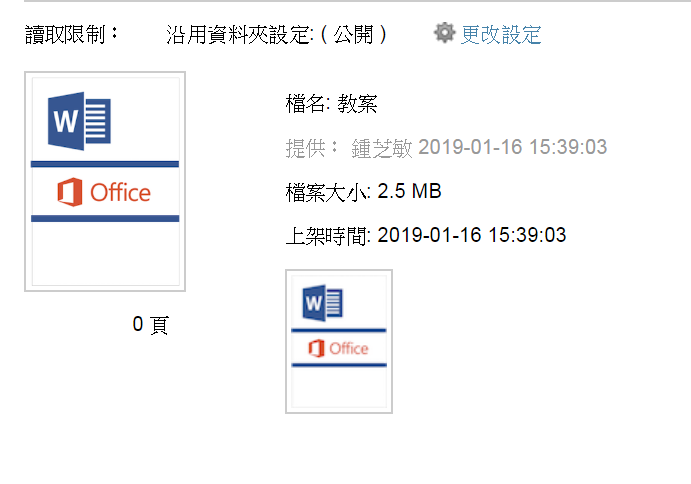 讀取限制： 沿用資料夾設定: ( 公開 ) 更改設定
W
Office
0 頁
檔名: 教案
提供： 鍾芝敏 2019-01-16 15:39:03
檔案大小: 2.5 MB
上架時間: 2019-01-16 15:39:03
W
Office